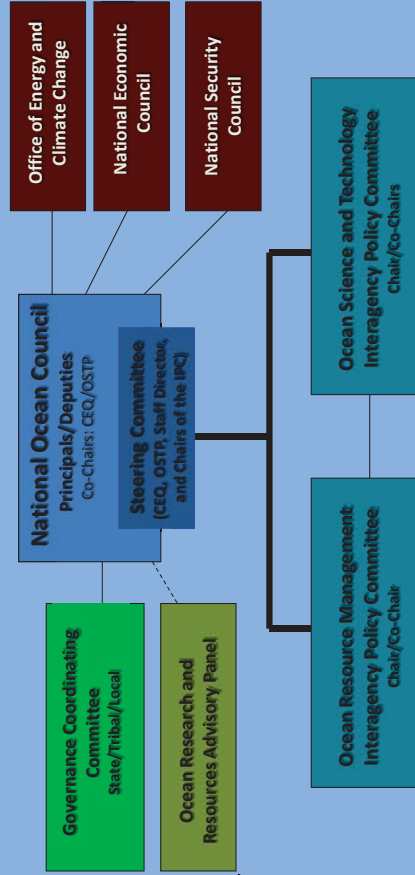 Office of Energy and
Climate Change
National Economic
Council
National Security
Council
National Ocean Council
Principals/Deputies
Co-Chairs: CEQ/OSTP
Steering Committee
(CEQ, OSTP, Staff Director,
and Chairs of the IPC)
Governance Coordinating
Committee
State/Tribal/Local
Ocean Research and
Resources Advisory Panel
Ocean Resource Management
Interagency Policy Committee
Chair/Co-Chair
Ocean Science and Technology
Interagency Policy Committee
Chair/Co-Chairs